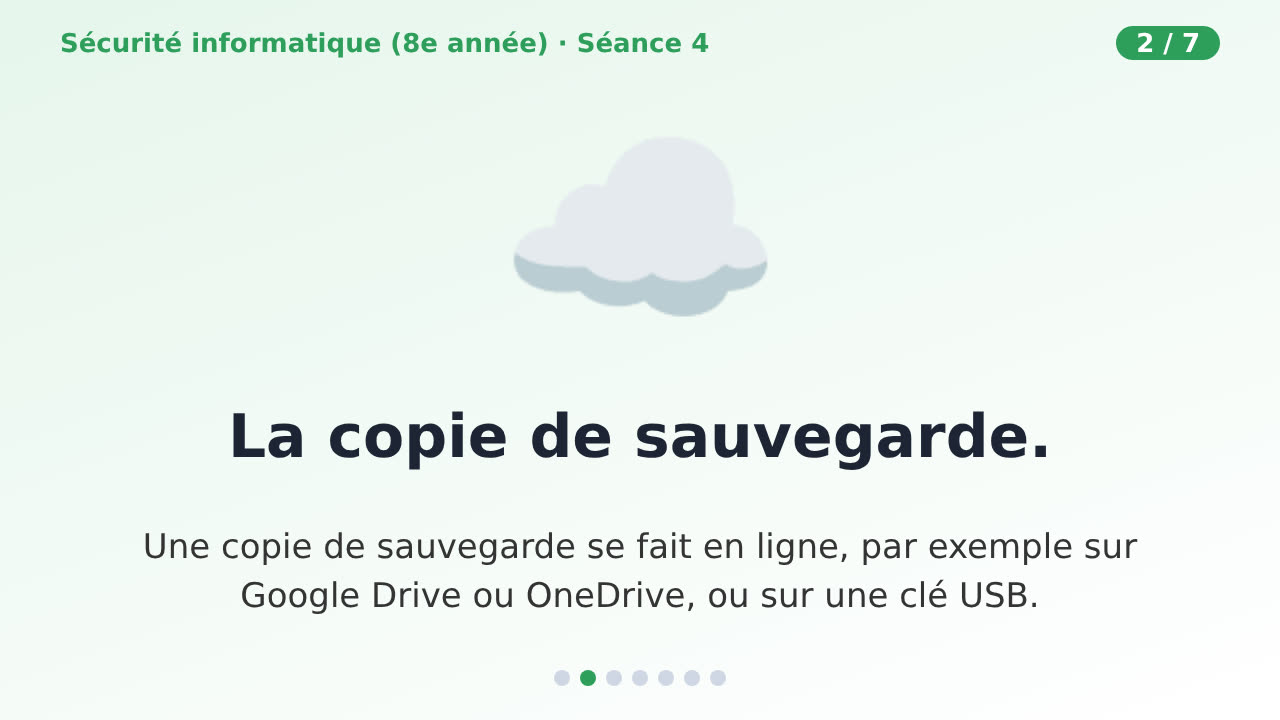 Sécurité informatique (8e année) · Séance 4
2 / 7
La copie de sauvegarde.
Une copie de sauvegarde se fait en ligne, par exemple sur
Google Drive ou OneDrive, ou sur une clé USB.